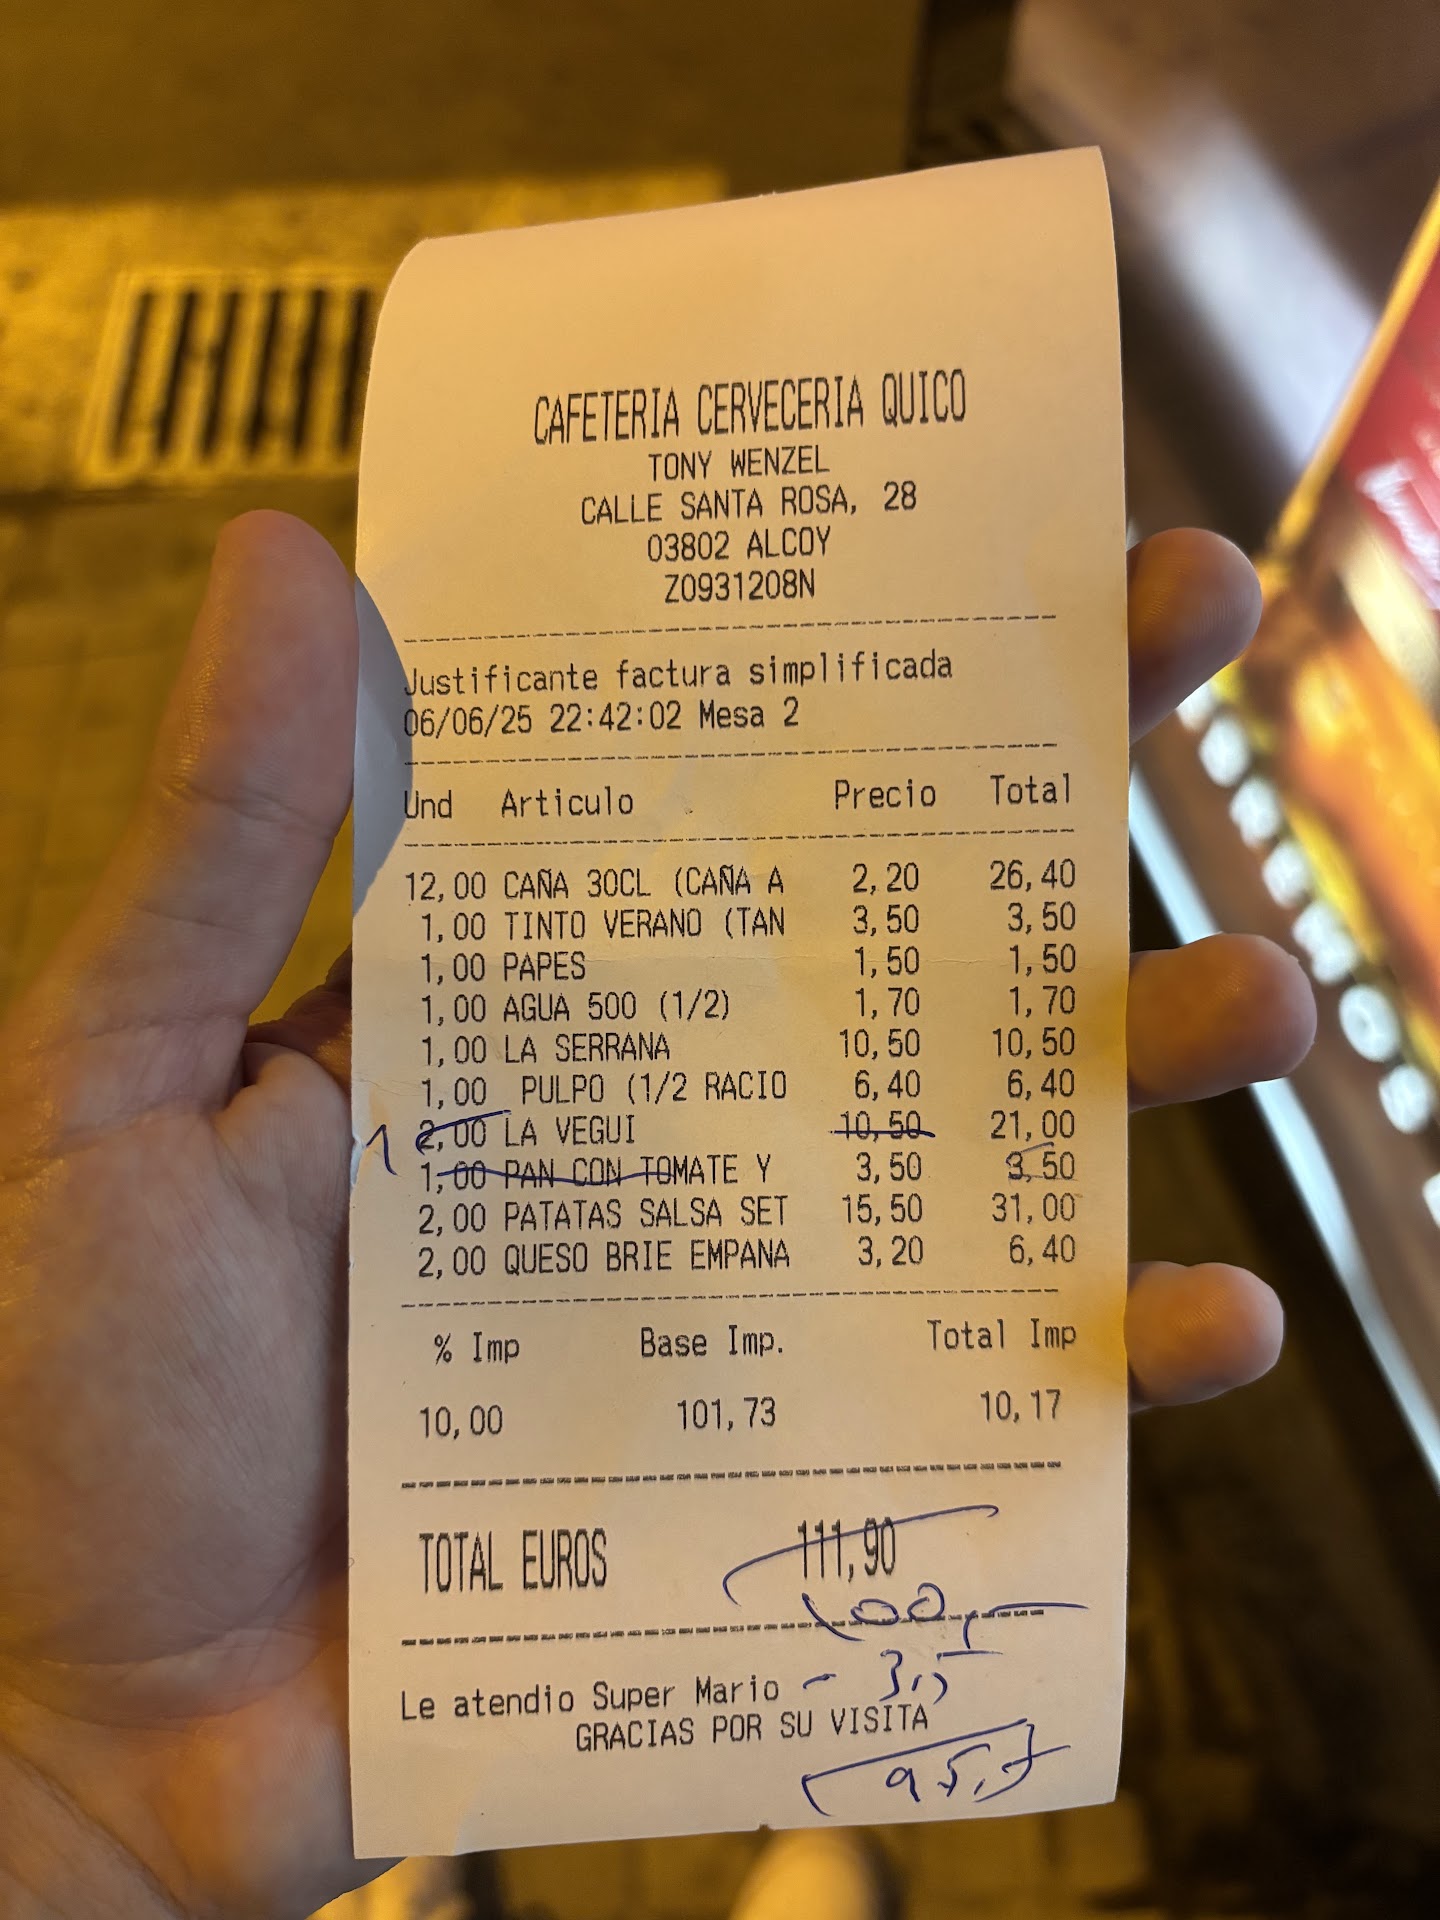 CAFETERIA CERVECERIA QUICO
TONY WENZEL
CALLE SANTA ROSA, 28
03802 ALCOY
Z0931208N
Justificante factura simplificada
06/06/25 22:42:02 Mesa 2
Und Articulo Precio Total
12,00 CAÑA 30CL (CAÑA A 2,20 26,40
1,00 TINTO VERANO (TAN 3,50 3,50
1,00 PAPES 1,50 1,50
1,00 AGUA 500 (1/2) 1,70 1,70
1,00 LA SERRANA 10,50 10,50
1,00 PULPO (1/2 RACIO 6,40 6,40
1 2,00 LA VEGUI 10,50 21,00
1,00 PAN CON TOMATE Y 3,50 3,50
2,00 PATATAS SALSA SET 15,50 31,00
2,00 QUESO BRIE EMPANA 3,20 6,40
% Imp Base Imp. Total Imp
10,00 101,73 10,17
TOTAL EUROS 111,90
Le atendio Super Mario
GRACIAS POR SU VISITA